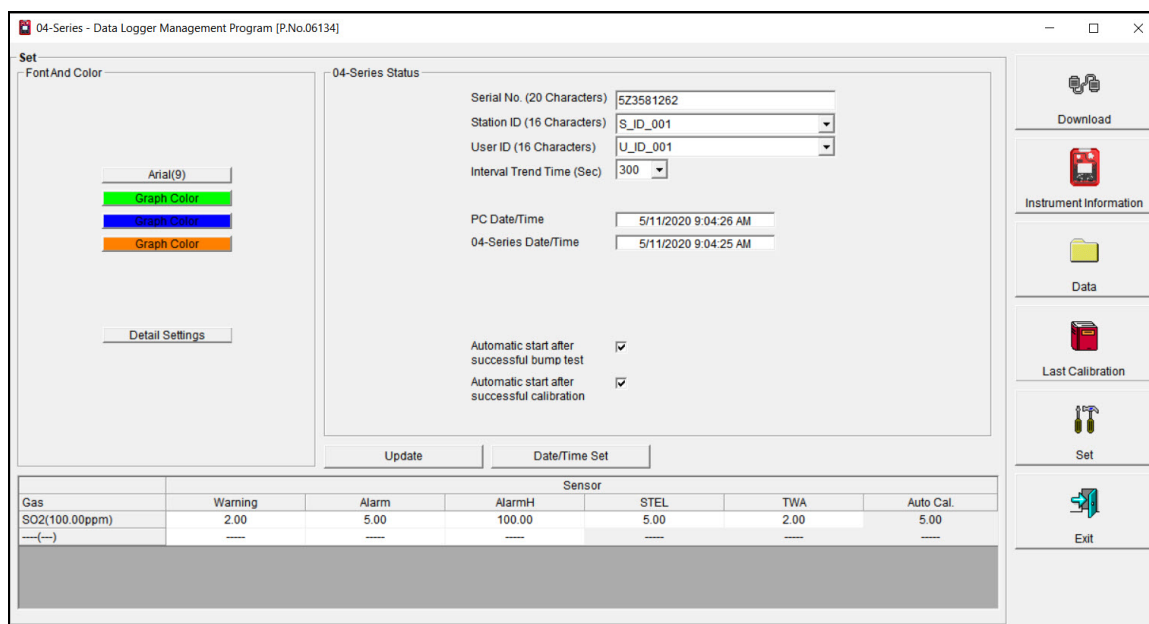 04-Series - Data Logger Management Program [P.No.06134]
Set
Font And Color
Arial(9)
Graph Color
Graph Color
Graph Color
Detail Settings
04-Series Status
Serial No. (20 Characters) 5Z3581262
Station ID (16 Characters) S_ID_001
User ID (16 Characters) U_ID_001
Interval Trend Time (Sec) 300
PC Date/Time 5/11/2020 9:04:26 AM
04-Series Date/Time 5/11/2020 9:04:25 AM
Automatic start after
successful bump test
Automatic start after
successful calibration
Update Date/Time Set
Sensor
Gas Warning Alarm AlarmH STEL TWA Auto Cal.
SO2(100.00ppm) 2.00 5.00 100.00 5.00 2.00 5.00
----(---) ----- ----- ----- ----- ----- -----
Download
Instrument Information
Data
Last Calibration
Set
Exit